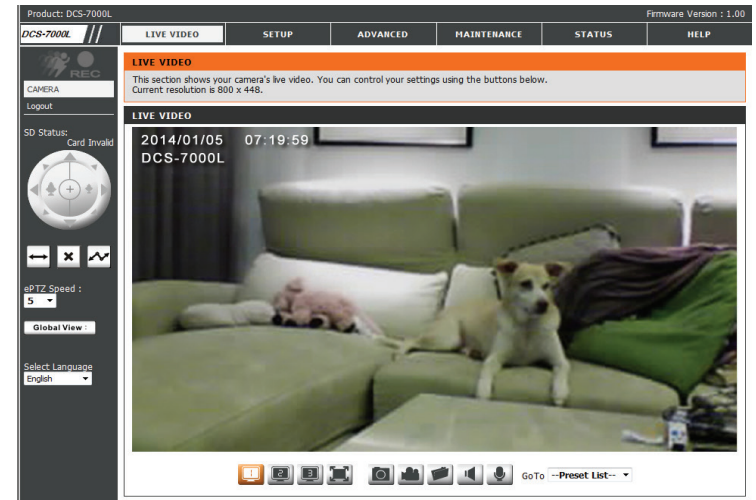 Product: DCS-7000L
Firmware Version : 1.00
DCS-7000L
LIVE VIDEO
SETUP
ADVANCED
MAINTENANCE
STATUS
HELP
REC
CAMERA
Logout
SD Status:
Card Invalid
ePTZ Speed :
5
Global View :
Select Language
English
LIVE VIDEO
This section shows your camera's live video. You can control your settings using the buttons below.
Current resolution is 800 x 448.
LIVE VIDEO
2014/01/05 07:19:59
DCS-7000L
1 2 3
GoTo --Preset List--